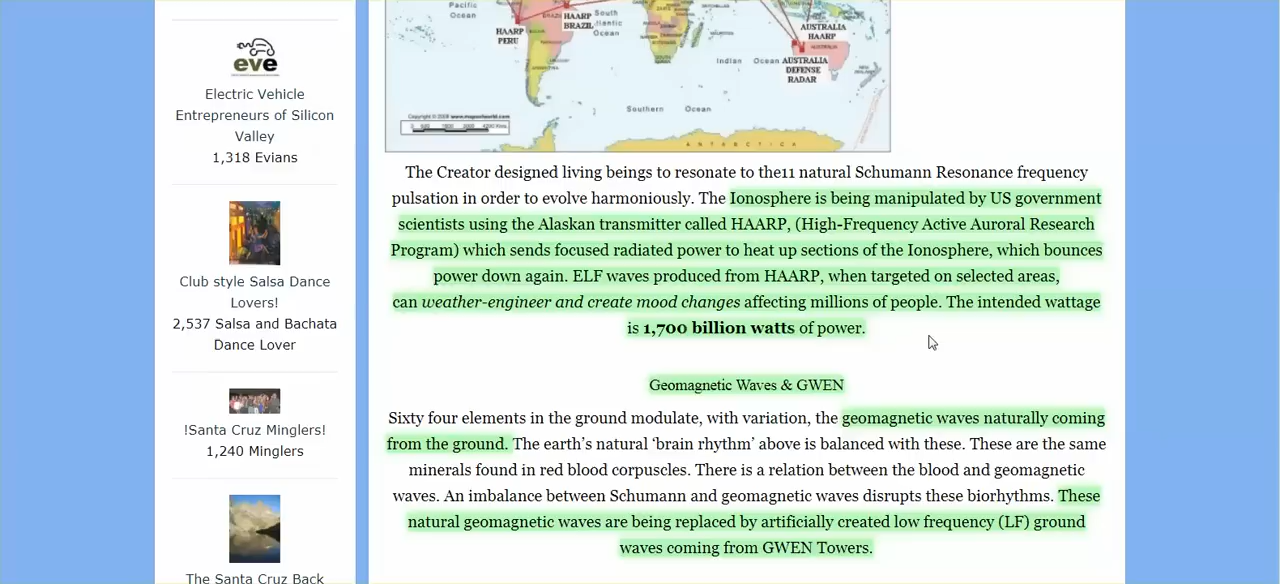 eve
Electric Vehicle
Entrepreneurs of Silicon
Valley
1,318 Evians
Club style Salsa Dance
Lovers!
2,537 Salsa and Bachata
Dance Lover
!Santa Cruz Minglers!
1,240 Minglers
The Santa Cruz Back
Pacific
Ocean
HAARP
PERU
HAARP
BRAZIL
South
Atlantic
Ocean
AUSTRALIA
HAARP
AUSTRALIA
DEFENSE
RADAR
Indian Ocean
Southern Ocean
ANTARCTICA
The Creator designed living beings to resonate to the11 natural Schumann Resonance frequency
pulsation in order to evolve harmoniously. The Ionosphere is being manipulated by US government
scientists using the Alaskan transmitter called HAARP, (High-Frequency Active Auroral Research
Program) which sends focused radiated power to heat up sections of the Ionosphere, which bounces
power down again. ELF waves produced from HAARP, when targeted on selected areas,
can weather-engineer and create mood changes affecting millions of people. The intended wattage
is 1,700 billion watts of power.
Geomagnetic Waves & GWEN
Sixty four elements in the ground modulate, with variation, the geomagnetic waves naturally coming
from the ground. The earth's natural 'brain rhythm' above is balanced with these. These are the same
minerals found in red blood corpuscles. There is a relation between the blood and geomagnetic
waves. An imbalance between Schumann and geomagnetic waves disrupts these biorhythms. These
natural geomagnetic waves are being replaced by artificially created low frequency (LF) ground
waves coming from GWEN Towers.